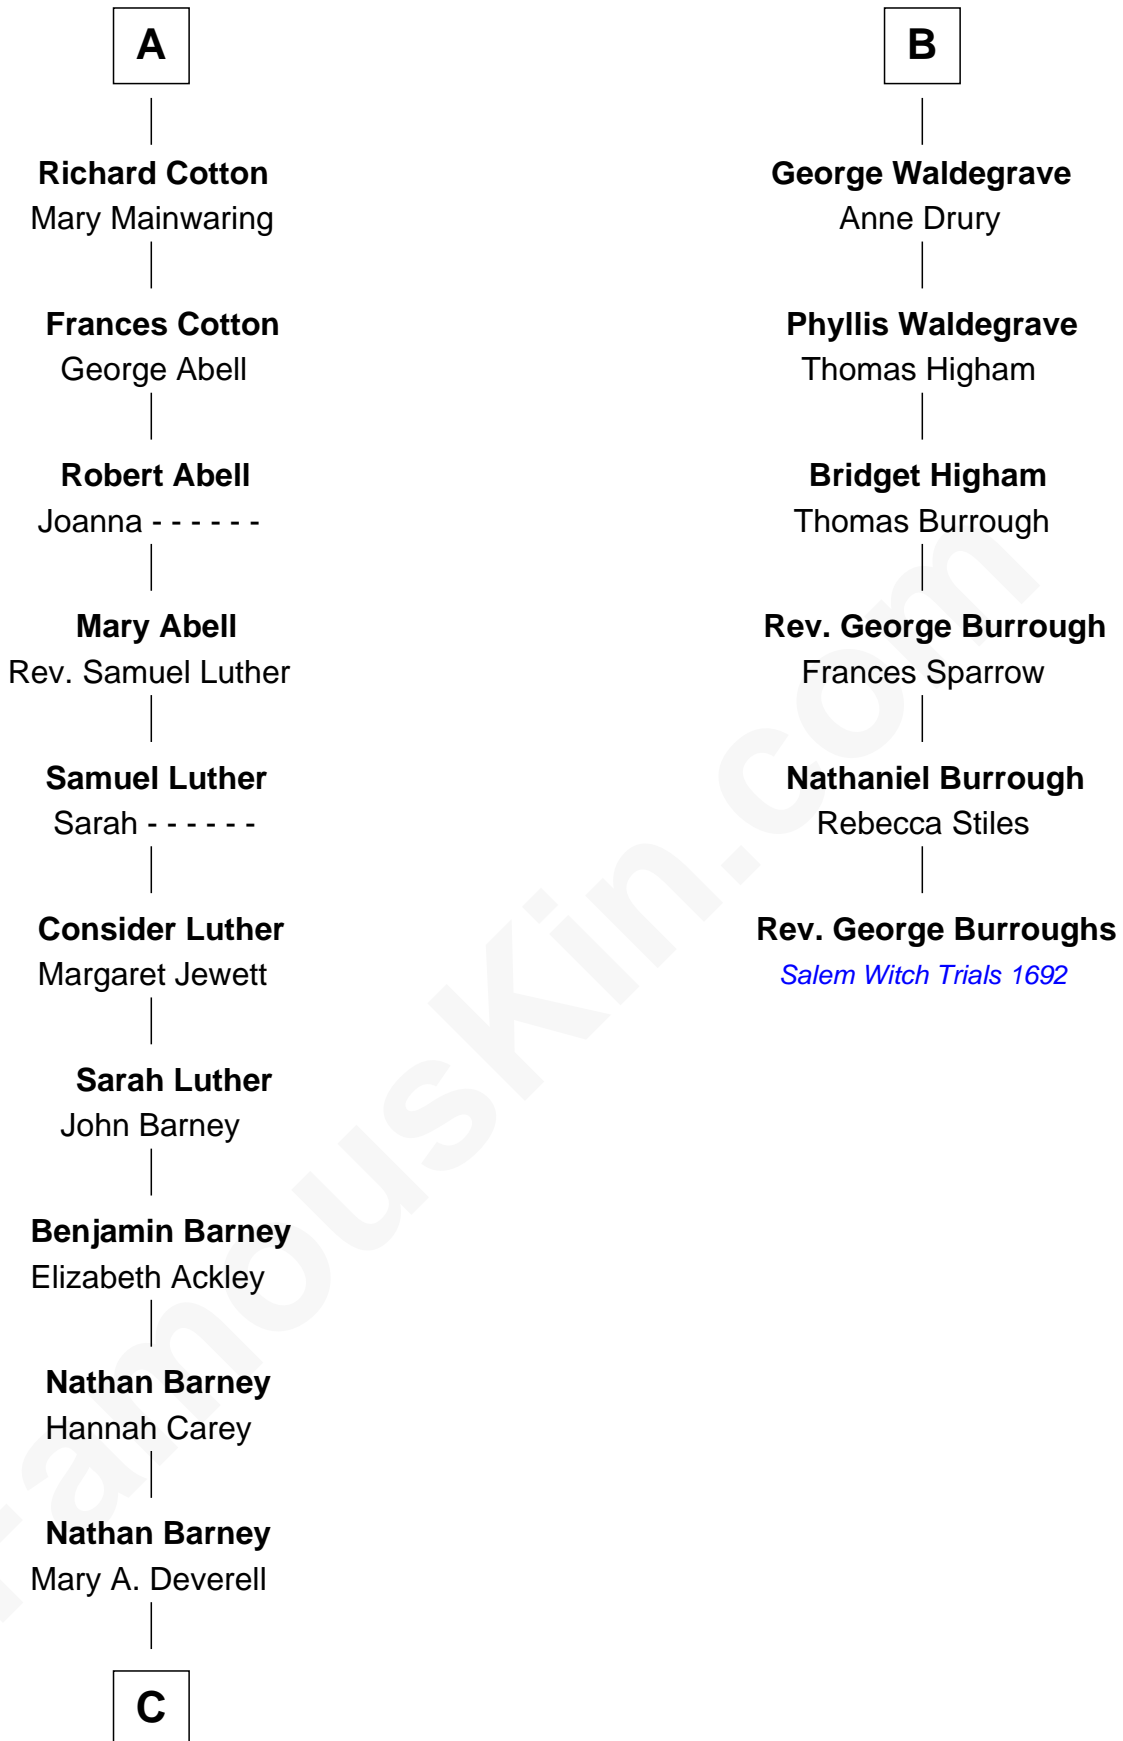 A
Richard Cotton
Mary Mainwaring
Frances Cotton
George Abell
Robert Abell
Joanna - - - - - -
Mary Abell
Rev. Samuel Luther
Samuel Luther
Sarah - - - - - -
Consider Luther
Margaret Jewett
Sarah Luther
John Barney
Benjamin Barney
Elizabeth Ackley
Nathan Barney
Hannah Carey
Nathan Barney
Mary A. Deverell
C
B
George Waldegrave
Anne Drury
Phyllis Waldegrave
Thomas Higham
Bridget Higham
Thomas Burrough
Rev. George Burrough
Frances Sparrow
Nathaniel Burrough
Rebecca Stiles
Rev. George Burroughs
Salem Witch Trials 1692
FamousKin.com